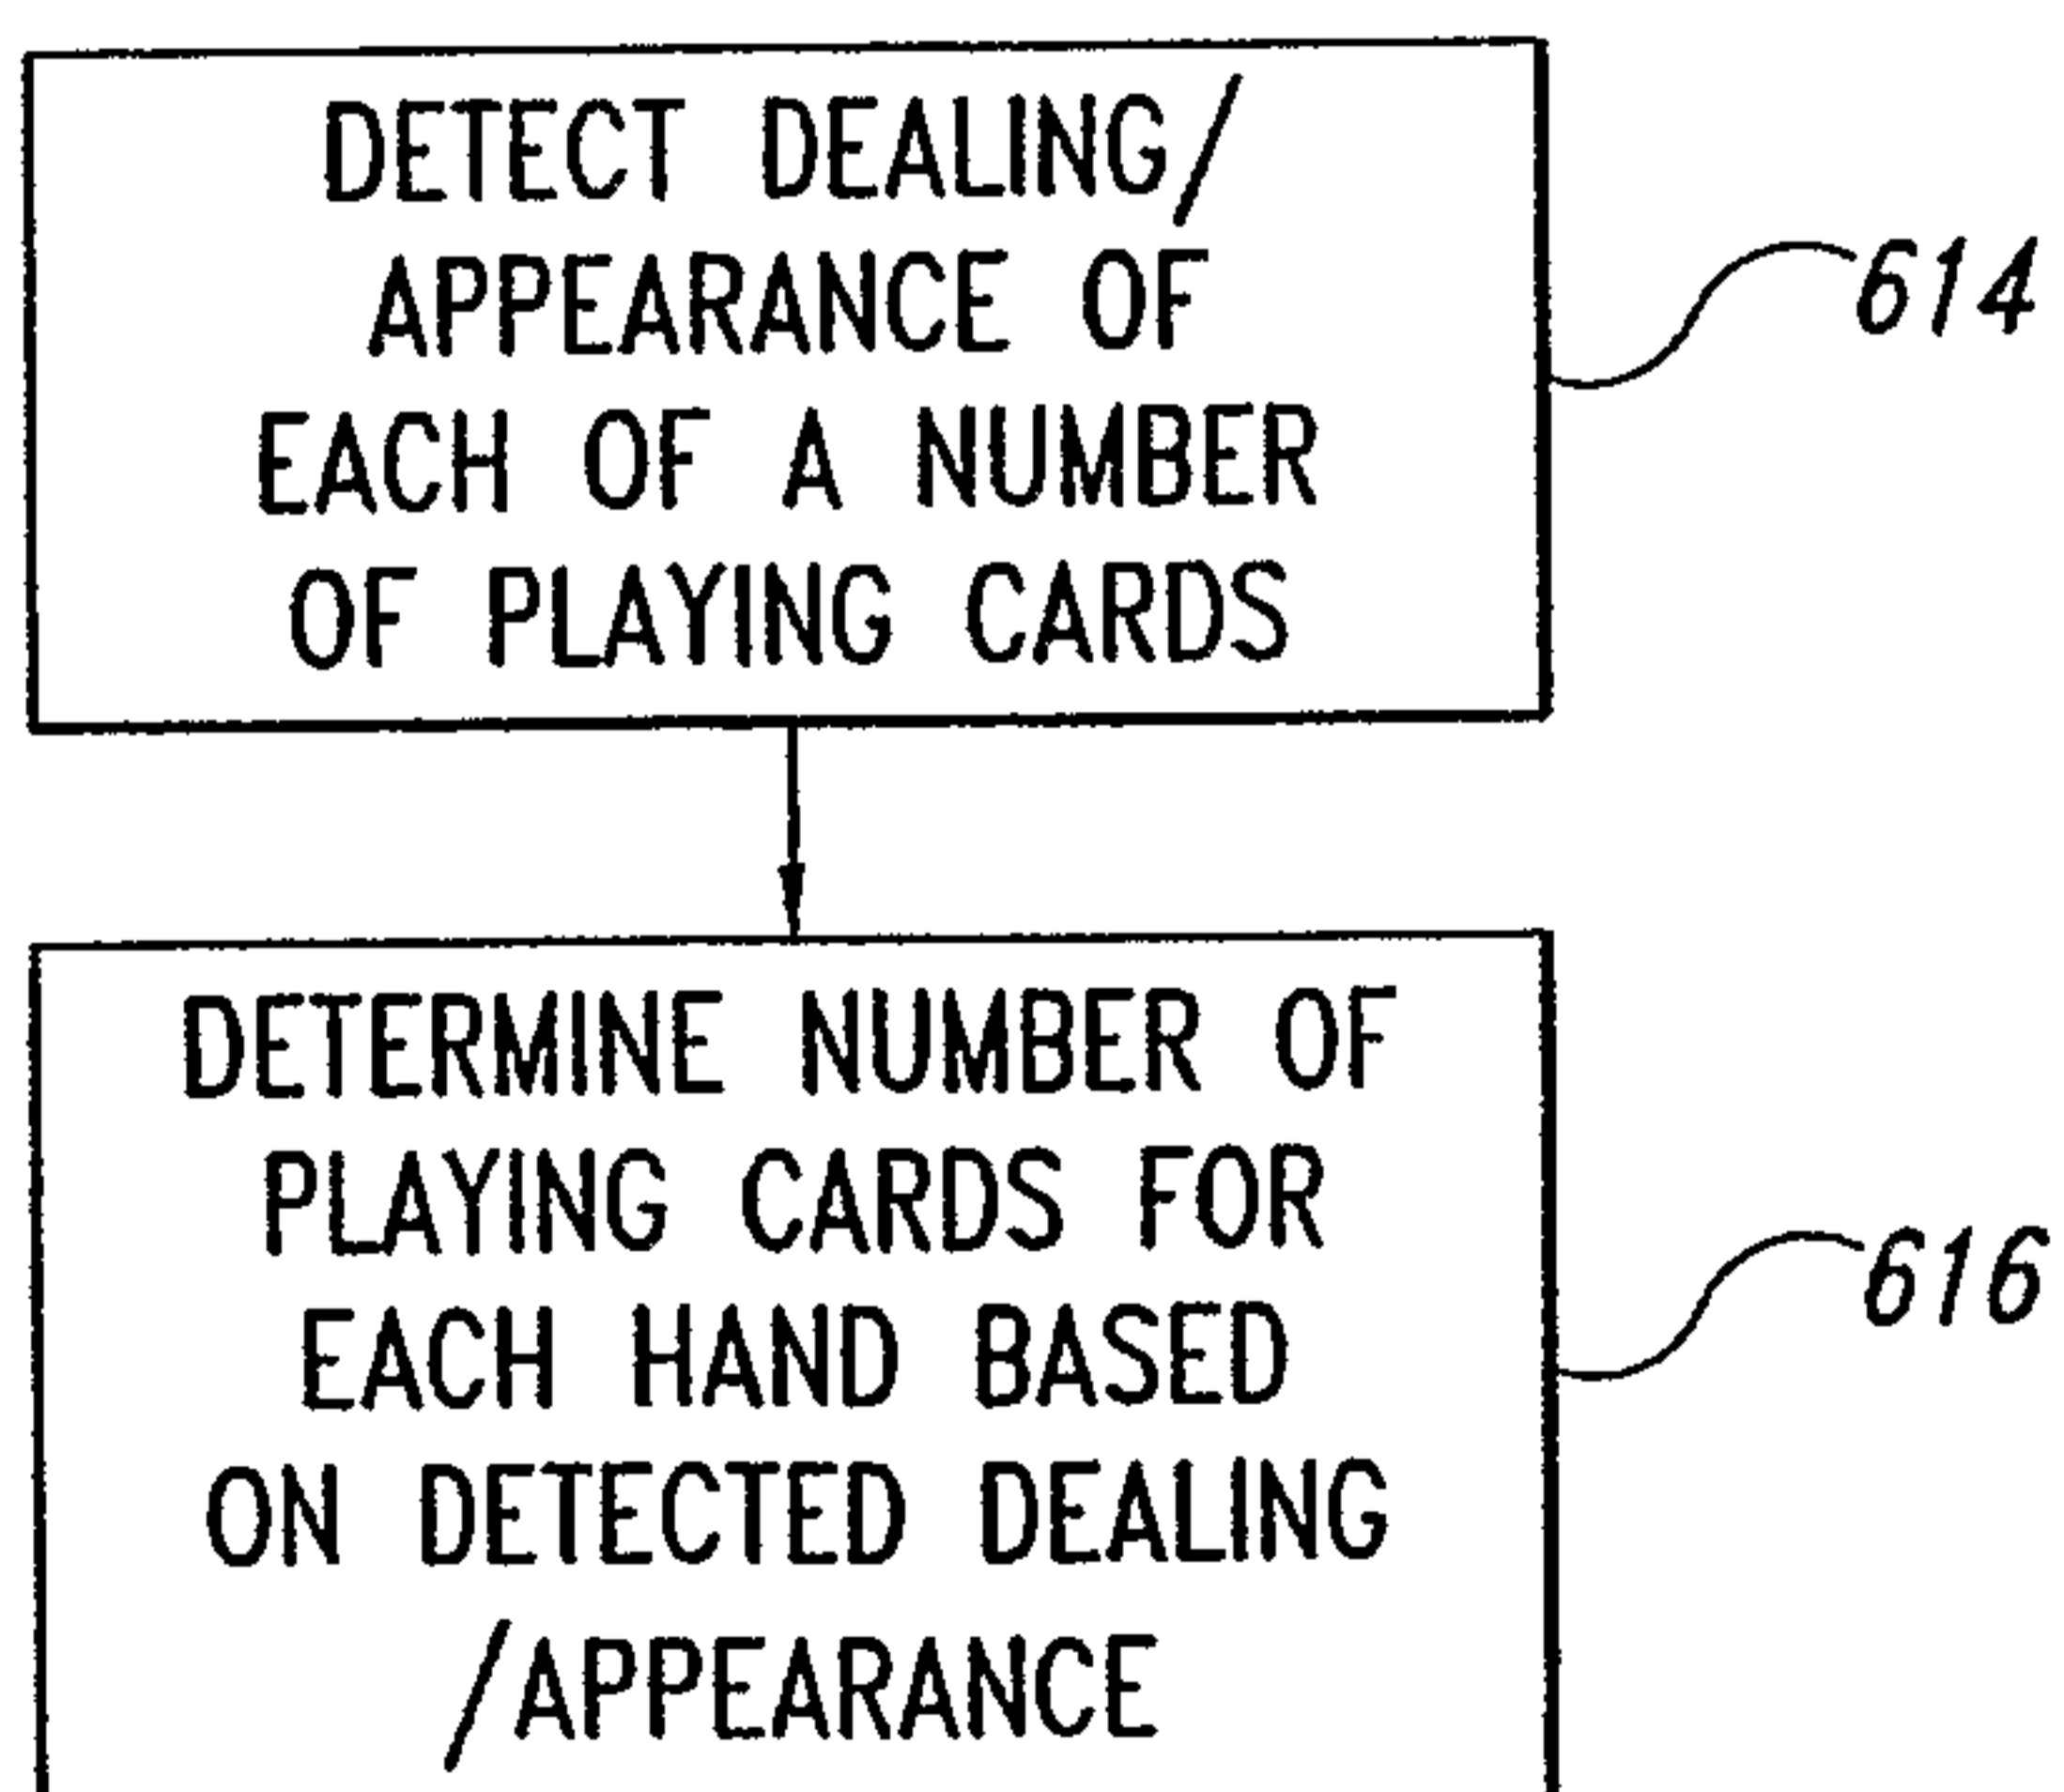 DETECT DEALING/
APPEARANCE OF
EACH OF A NUMBER
OF PLAYING CARDS
614
DETERMINE NUMBER OF
PLAYING CARDS FOR
EACH HAND BASED
ON DETECTED DEALING
/APPEARANCE
616